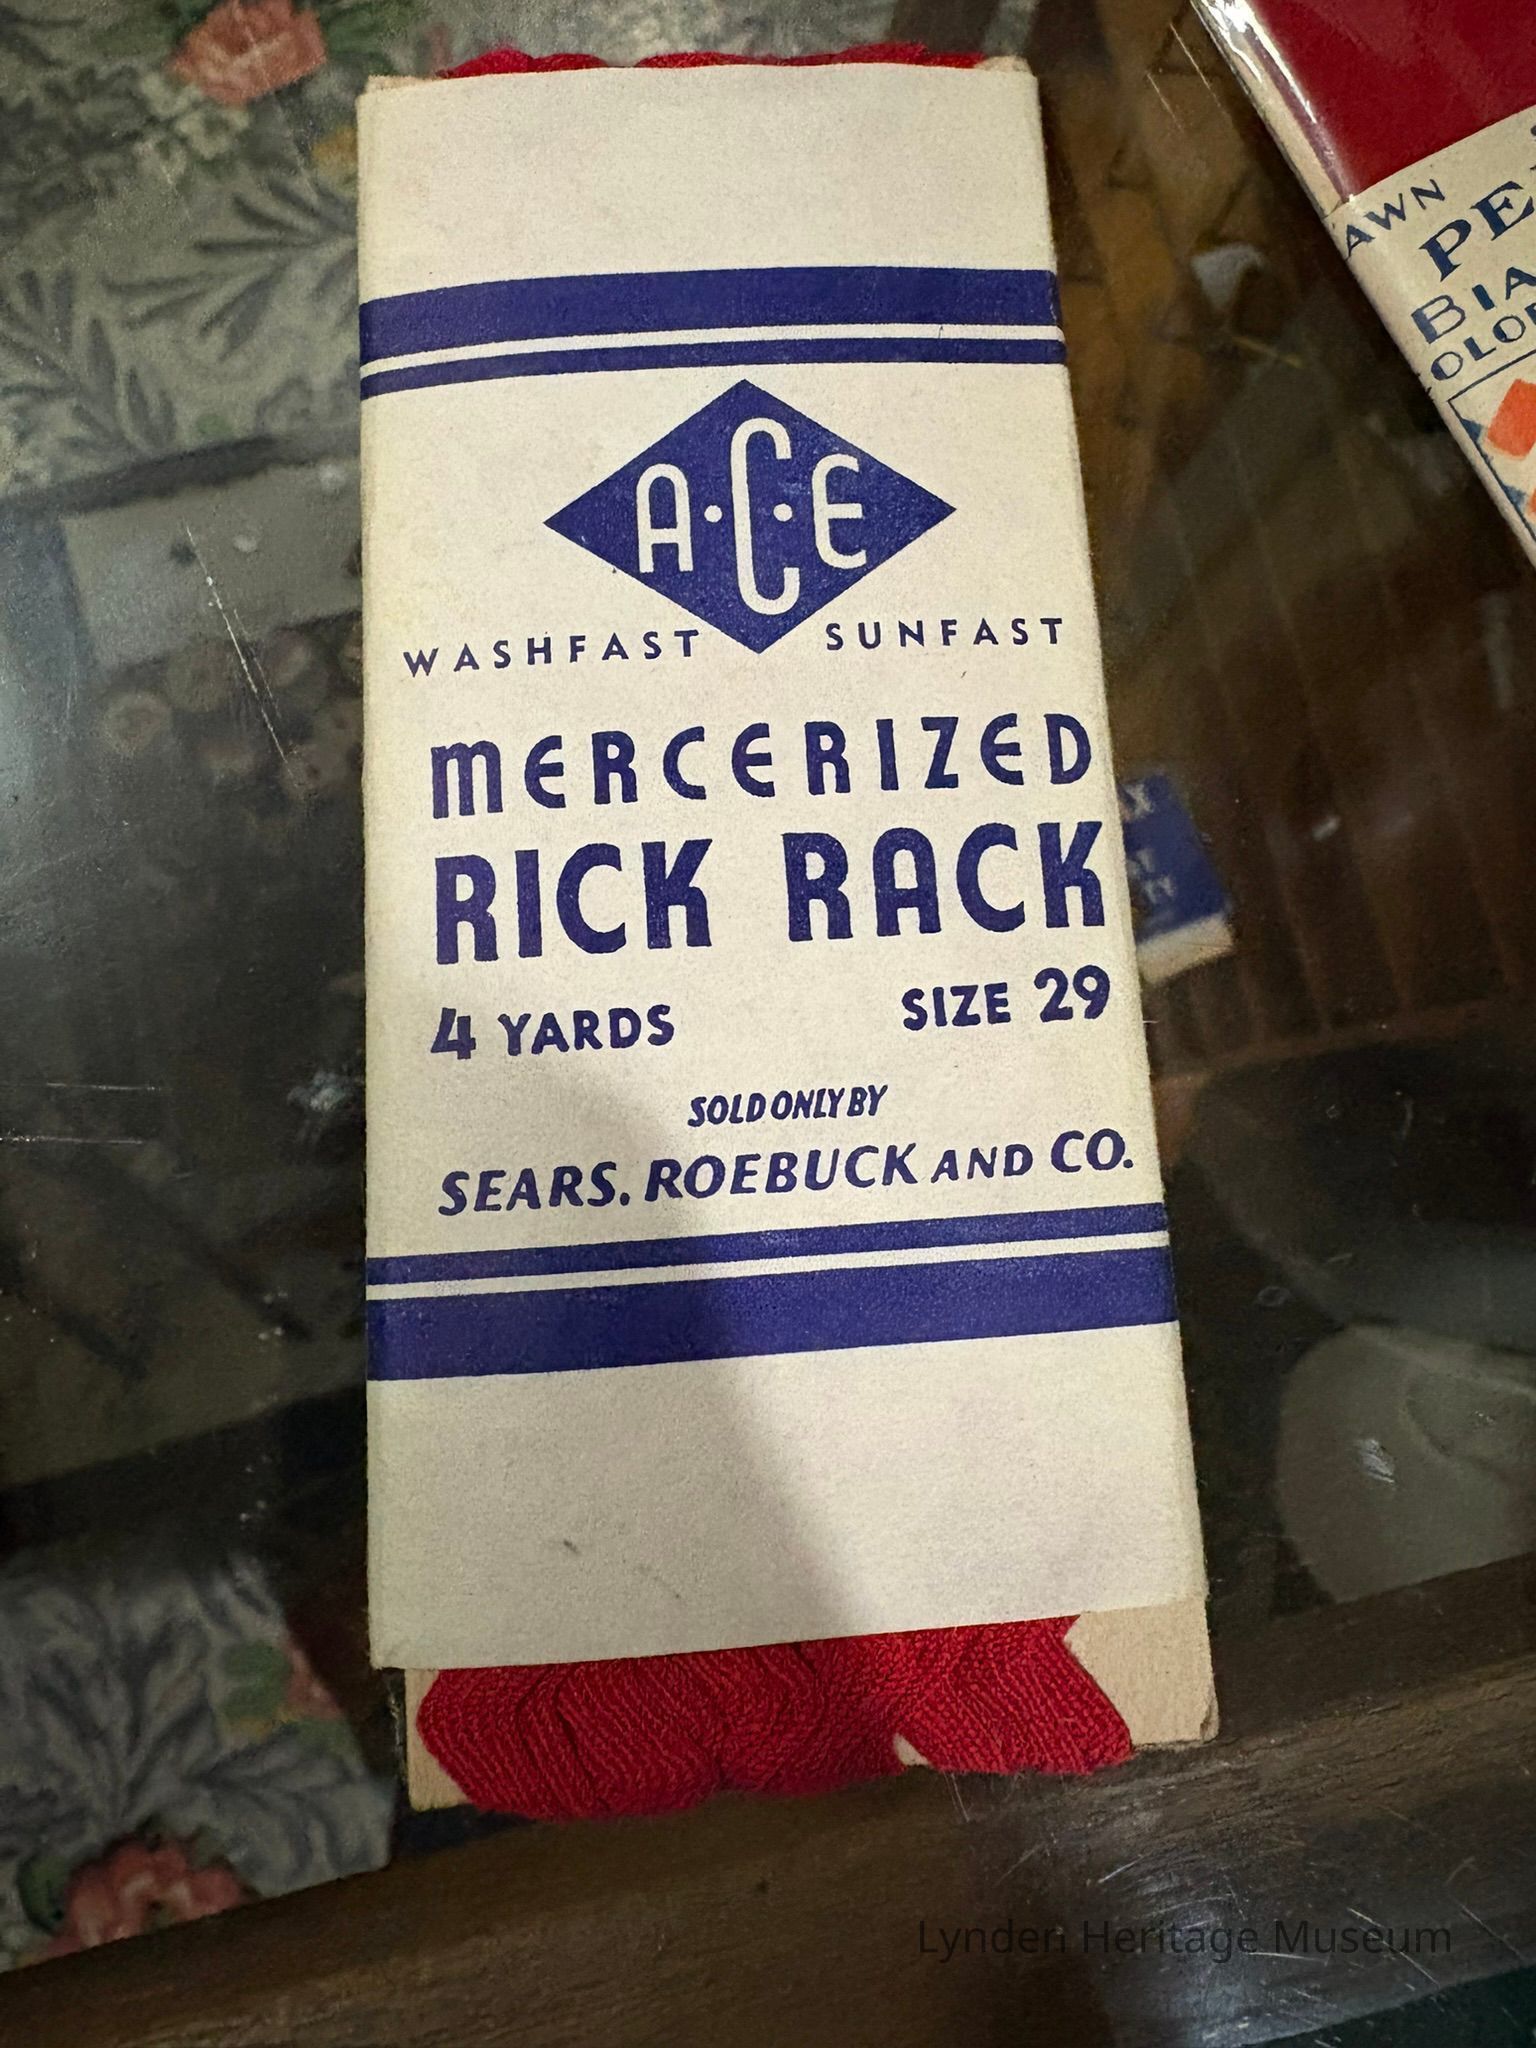 A·C·E
WASHFAST SUNFAST
MERCERIZED
RICK RACK
4 YARDS SIZE 29
SOLD ONLY BY
SEARS, ROEBUCK AND CO.
Lynden Heritage Museum